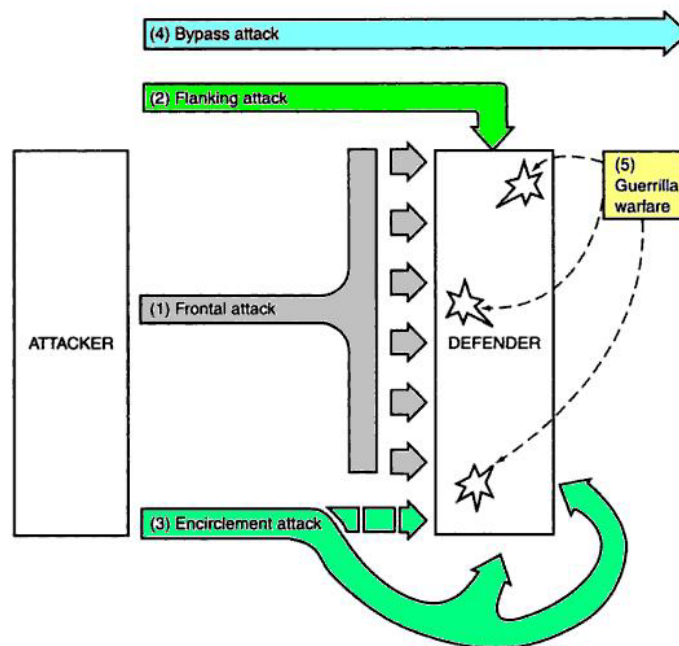 (4) Bypass attack
(2) Flanking attack
(5)
Guerrilla
warfare
(1) Frontal attack
ATTACKER
DEFENDER
(3) Encirclement attack